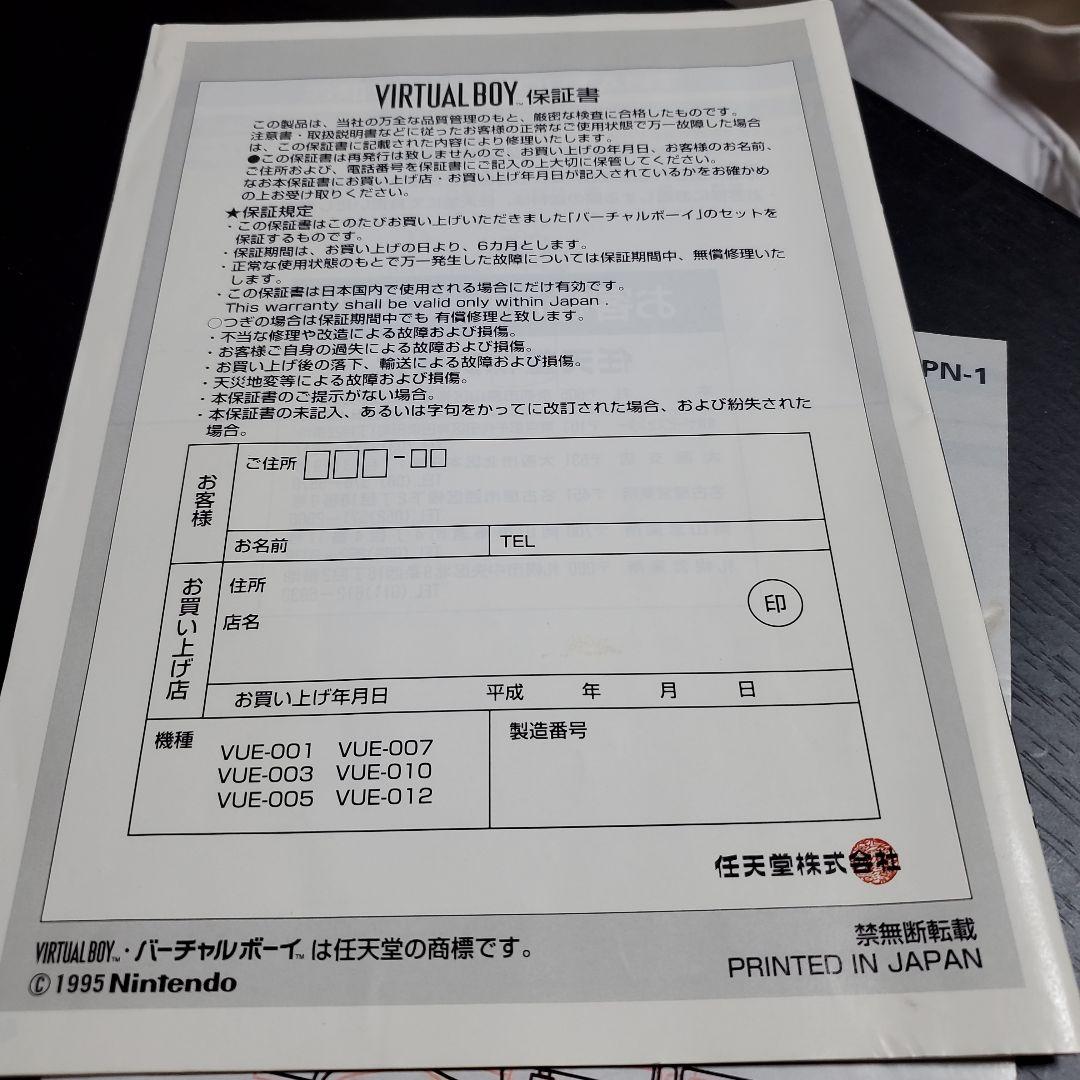 VIRTUAL BOY™ 保証書
この製品は、当社の万全な品質管理のもと、厳密な検査に合格したものです。
注意書・取扱説明書などに従ったお客様の正常なご使用状態で万一故障した場合
は、この保証書に記載された内容により修理いたします。
●この保証書は再発行は致しませんので、お買い上げの年月日、お客様のお名前、
ご住所および、電話番号を保証書にご記入の上大切に保管してください。
なお本保証書にお買い上げ店・お買い上げ年月日が記入されているかをお確かめ
の上お受け取りください。
★保証規定
・この保証書はこのたびお買い上げいただきました「バーチャルボーイ」のセットを
保証するものです。
・保証期間は、お買い上げの日より、6カ月とします。
・正常な使用状態のもとで万一発生した故障については保証期間中、無償修理いた
します。
・この保証書は日本国内で使用される場合にだけ有効です。
This warranty shall be valid only within Japan .
○つぎの場合は保証期間中でも 有償修理と致します。
・不当な修理や改造による故障および損傷。
・お客様ご自身の過失による故障および損傷。
・お買い上げ後の落下、輸送による故障および損傷。
・天災地変等による故障および損傷。
・本保証書のご提示がない場合。
・本保証書の未記入、あるいは字句をかってに改訂された場合、および紛失された
場合。
お客様
ご住所 □□□-□□
お名前 TEL
お買い上げ店
住所
店名 印
お買い上げ年月日 平成 年 月 日
機種 製造番号
VUE-001 VUE-007
VUE-003 VUE-010
VUE-005 VUE-012
任天堂株式会社
VIRTUAL BOY™・バーチャルボーイ™は任天堂の商標です。
©1995 Nintendo
禁無断転載
PRINTED IN JAPAN
PN-1